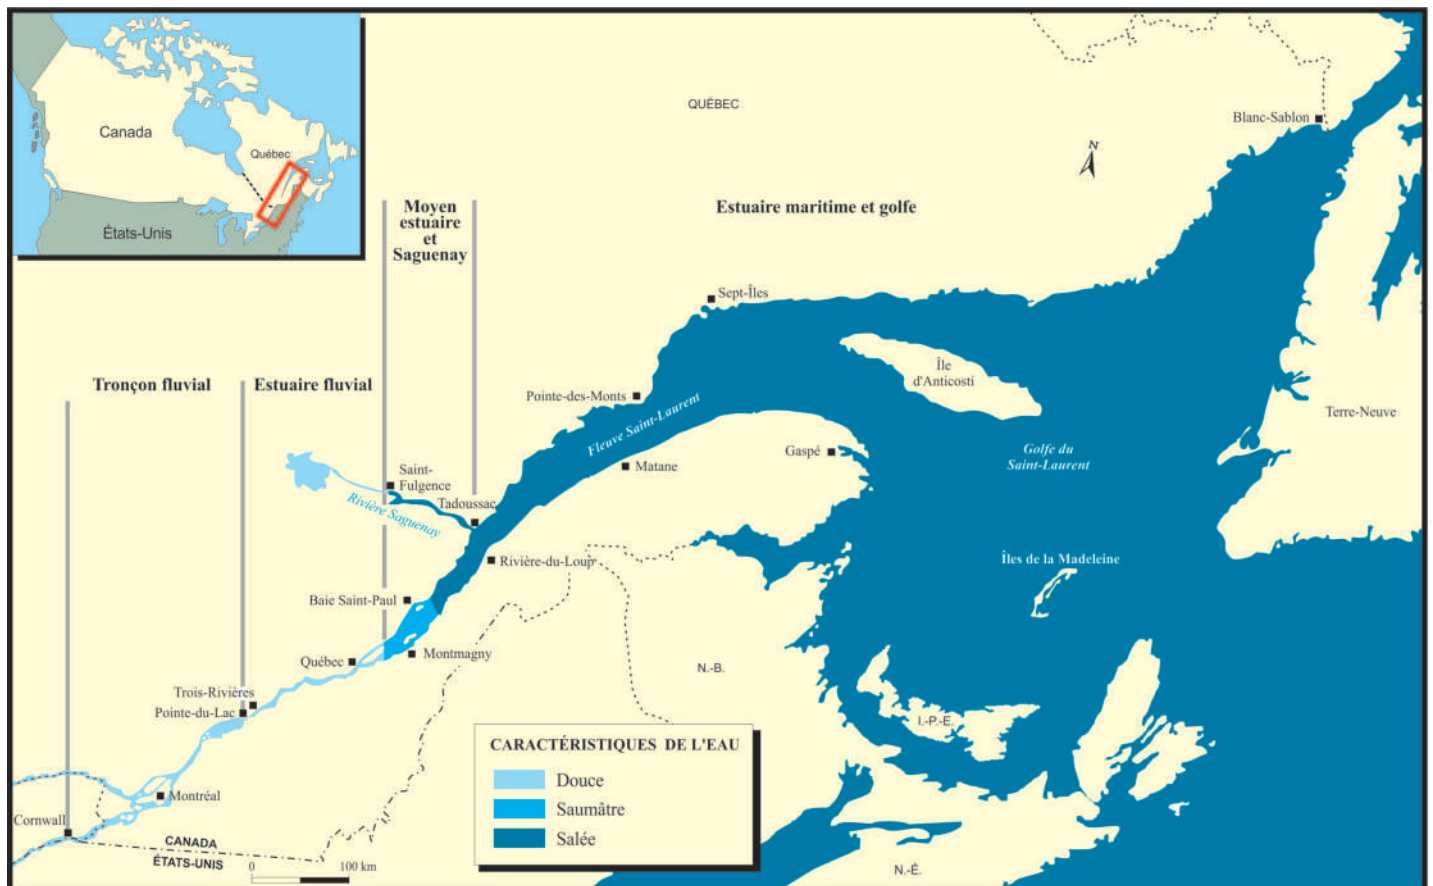 Canada
Québec
États-Unis
QUÉBEC
Blanc-Sablon
N
Moyen
estuaire
et
Saguenay
Estuaire maritime et golfe
Sept-Îles
Tronçon fluvial
Estuaire fluvial
Île
d'Anticosti
Pointe-des-Monts
Fleuve Saint-Laurent
Terre-Neuve
Gaspé
Golfe du
Saint-Laurent
Matane
Saint-
Fulgence
Rivière Saguenay
Tadoussac
Rivière-du-Loup
Îles de la Madeleine
Baie Saint-Paul
Québec
Montmagny
N.-B.
Trois-Rivières
Pointe-du-Lac
I.-P.-E.
CARACTÉRISTIQUES DE L'EAU
Douce
Saumâtre
Salée
Montréal
Cornwall
CANADA
ÉTATS-UNIS
0 100 km
N.-É.